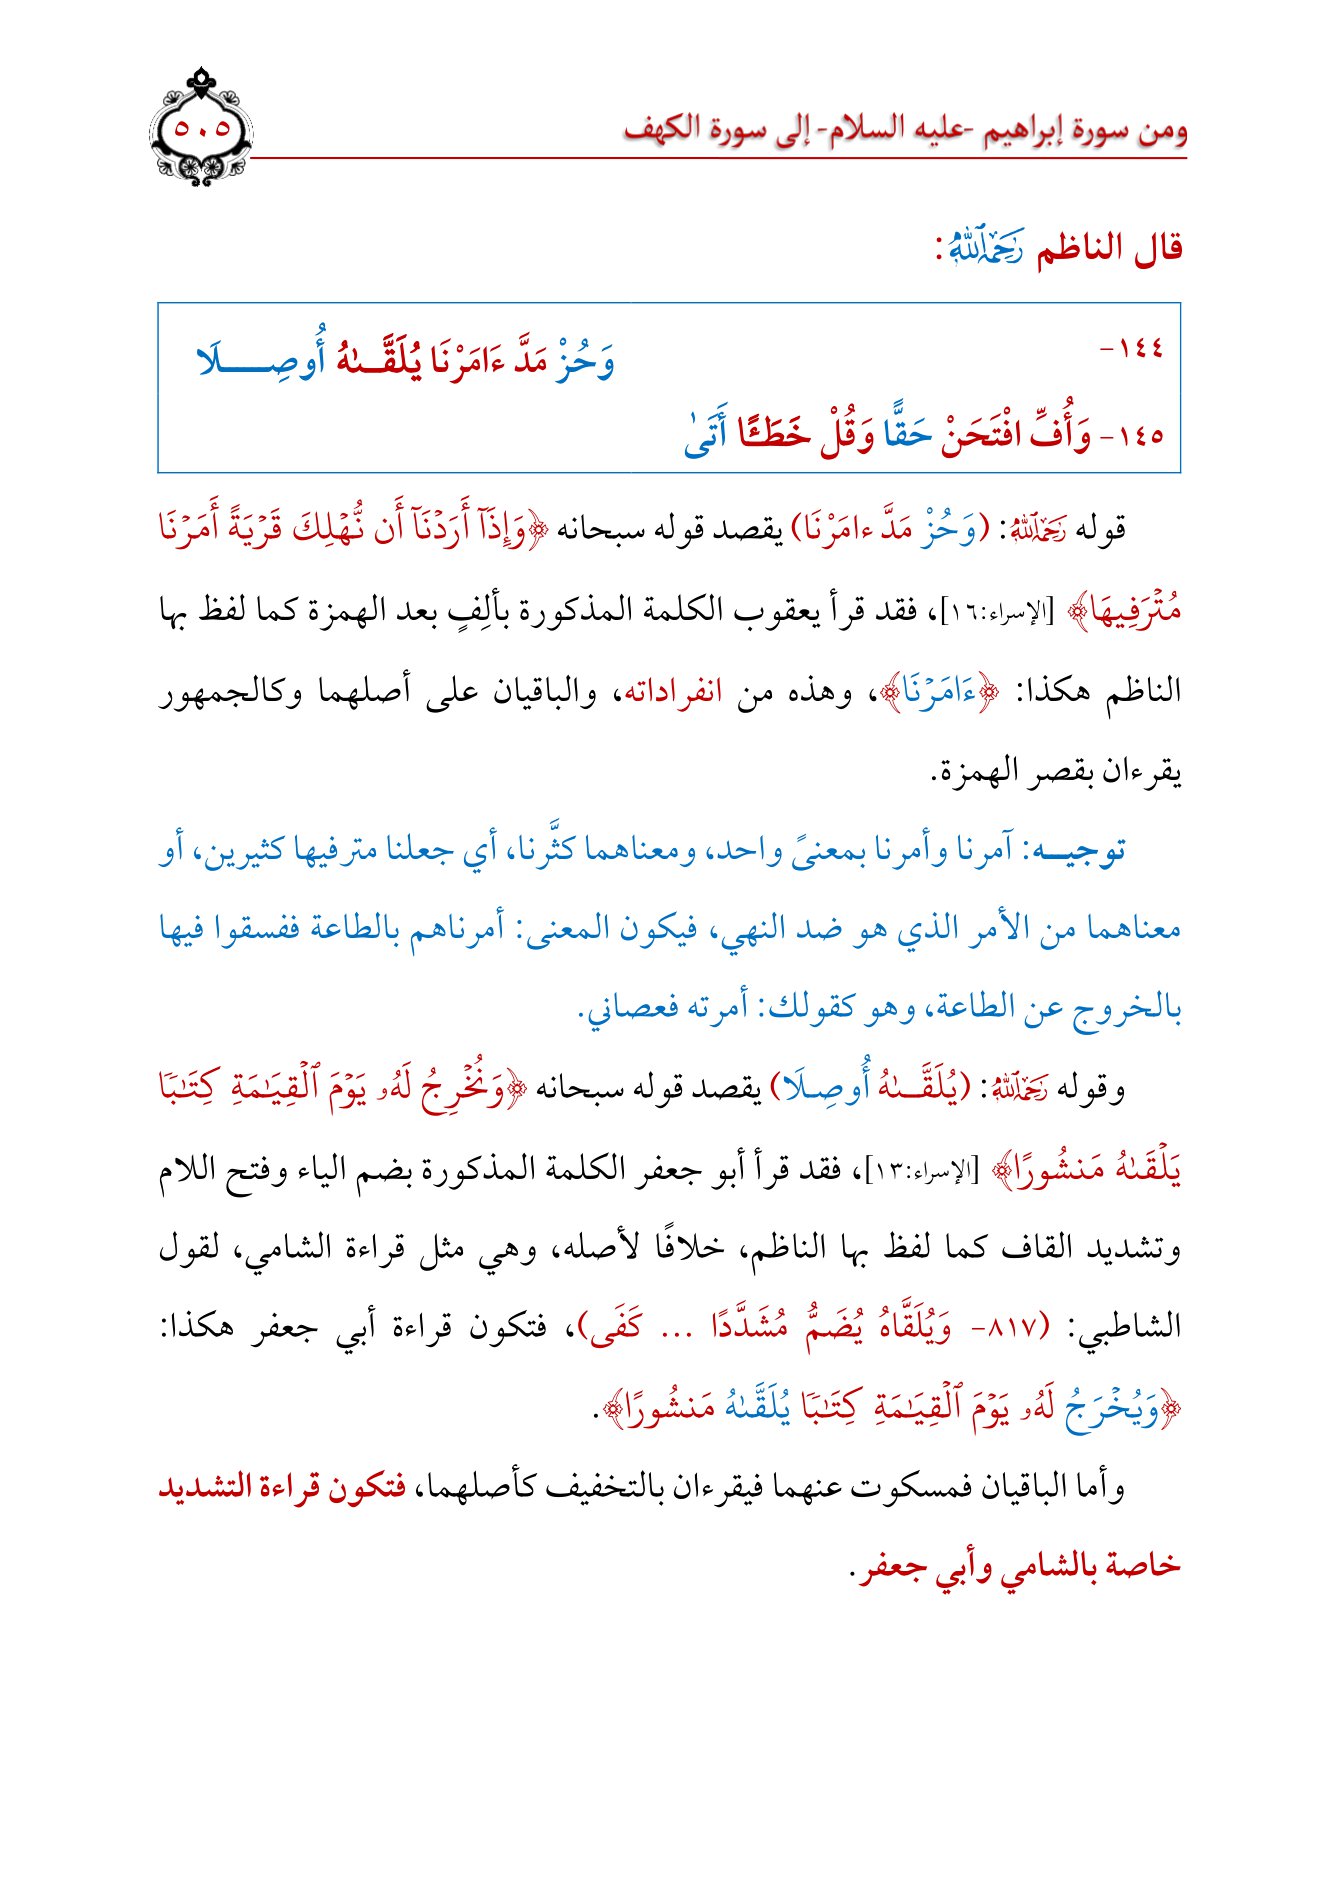 ومن سورة إبراهيم -عليه السلام- إلى سورة الكهف
٥٠٥
قال الناظم رَحِمَهُ ٱللَّهُ:
١٤٤- وَحُزْ مَدَّ ءَامَرْنَا يُلَقَّـىٰهُ أُوصِـــــلَا
١٤٥- وَأُفِّ افْتَحَنْ حَقًّا وَقُلْ خَطَـًٔا أَتَىٰ
قوله رَحِمَهُ ٱللَّهُ: (وَحُزْ مَدَّ ءامَرْنَا) يقصد قوله سبحانه ﴿وَإِذَآ أَرَدۡنَآ أَن نُّهۡلِكَ قَرۡيَةً أَمَرۡنَا
مُتۡرَفِيهَا﴾ [الإسراء:١٦]، فقد قرأ يعقوب الكلمة المذكورة بألِفٍ بعد الهمزة كما لفظ بها
الناظم هكذا: ﴿ءَامَرۡنَا﴾، وهذه من انفراداته، والباقيان على أصلهما وكالجمهور
يقرءان بقصر الهمزة.
توجيــه: آمرنا وأمرنا بمعنىً واحد، ومعناهما كثَّرنا، أي جعلنا مترفيها كثيرين، أو
معناهما من الأمر الذي هو ضد النهي، فيكون المعنى: أمرناهم بالطاعة ففسقوا فيها
بالخروج عن الطاعة، وهو كقولك: أمرته فعصاني.
وقوله رَحِمَهُ ٱللَّهُ: (يُلَقَّـىٰهُ أُوصِـلَا) يقصد قوله سبحانه ﴿وَنُخۡرِجُ لَهُۥ يَوۡمَ ٱلۡقِيَٰمَةِ كِتَٰبٗا
يَلۡقَىٰهُ مَنشُورًا﴾ [الإسراء:١٣]، فقد قرأ أبو جعفر الكلمة المذكورة بضم الياء وفتح اللام
وتشديد القاف كما لفظ بها الناظم، خلافًا لأصله، وهي مثل قراءة الشامي، لقول
الشاطبي: (٨١٧- وَيُلَقَّاهُ يُضَمُّ مُشَدَّدًا ... كَفَى)، فتكون قراءة أبي جعفر هكذا:
﴿وَيُخۡرَجُ لَهُۥ يَوۡمَ ٱلۡقِيَٰمَةِ كِتَٰبٗا يُلَقَّىٰهُ مَنشُورًا﴾.
وأما الباقيان فمسكوت عنهما فيقرءان بالتخفيف كأصلهما، فتكون قراءة التشديد
خاصة بالشامي وأبي جعفر.